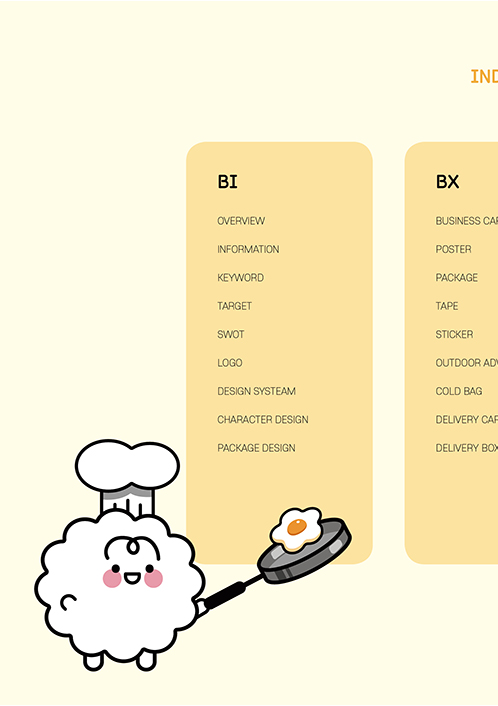 IND
BI
OVERVIEW
INFORMATION
KEYWORD
TARGET
SWOT
LOGO
DESIGN SYSTEAM
CHARACTER DESIGN
PACKAGE DESIGN
BX
BUSINESS CAR
POSTER
PACKAGE
TAPE
STICKER
OUTDOOR ADV
COLD BAG
DELIVERY CAR
DELIVERY BOX